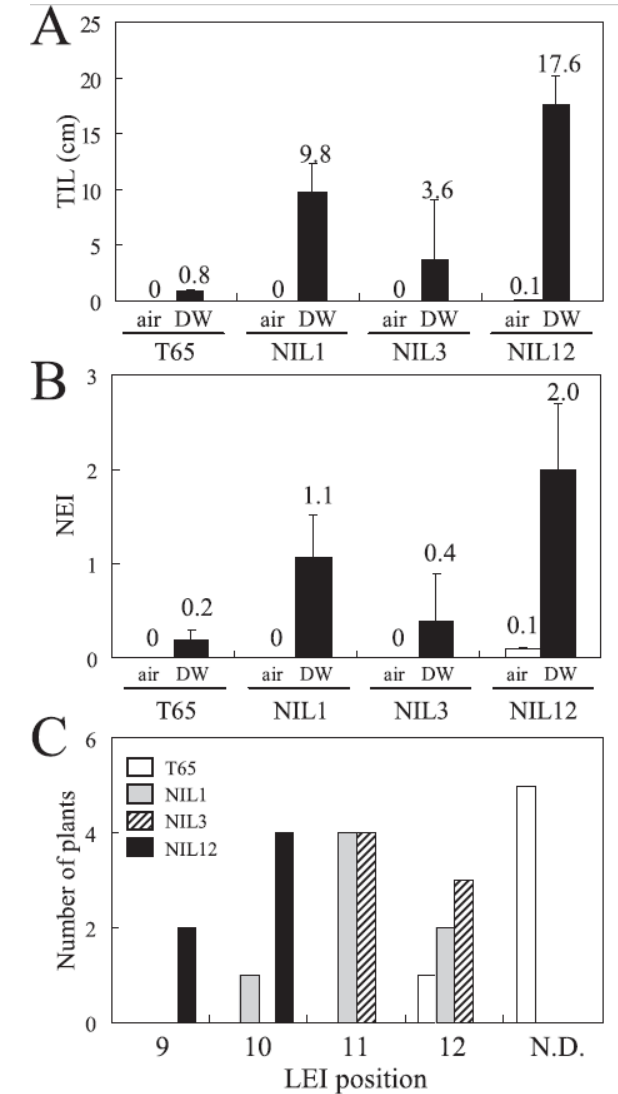 A
25
20
15
10
5
0
TIL (cm)
0 0.8 0 9.8 0 3.6 0.1 17.6
air DW air DW air DW air DW
T65 NIL1 NIL3 NIL12
B
3
2
1
0
NEI
0 0.2 0 1.1 0 0.4 0.1 2.0
air DW air DW air DW air DW
T65 NIL1 NIL3 NIL12
C
6
4
2
0
Number of plants
T65
NIL1
NIL3
NIL12
9 10 11 12 N.D.
LEI position